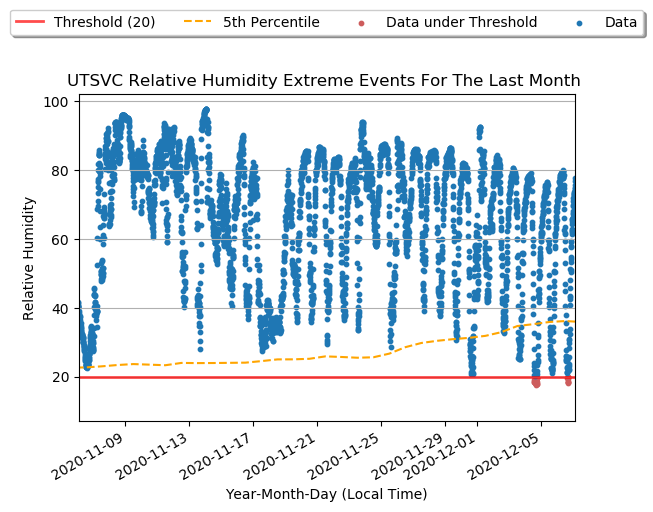 Threshold (20) 5th Percentile Data under Threshold Data
UTSVC Relative Humidity Extreme Events For The Last Month
100
80
60
40
20
Relative Humidity
2020-11-09 2020-11-13 2020-11-17 2020-11-21 2020-11-25 2020-11-29 2020-12-01 2020-12-05
Year-Month-Day (Local Time)